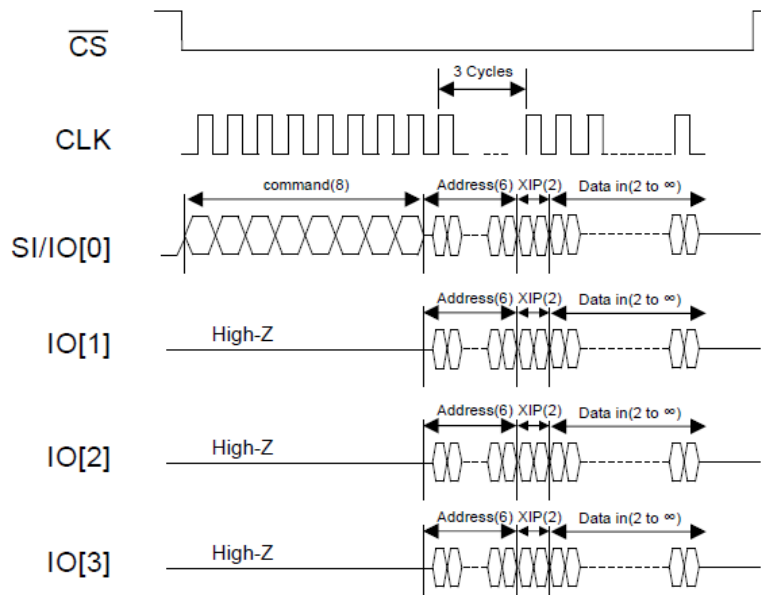 CS
3 Cycles
CLK
command(8) Address(6) XIP(2) Data in(2 to ∞)
SI/IO[0]
Address(6) XIP(2) Data in(2 to ∞)
IO[1] High-Z
Address(6) XIP(2) Data in(2 to ∞)
IO[2] High-Z
Address(6) XIP(2) Data in(2 to ∞)
IO[3] High-Z